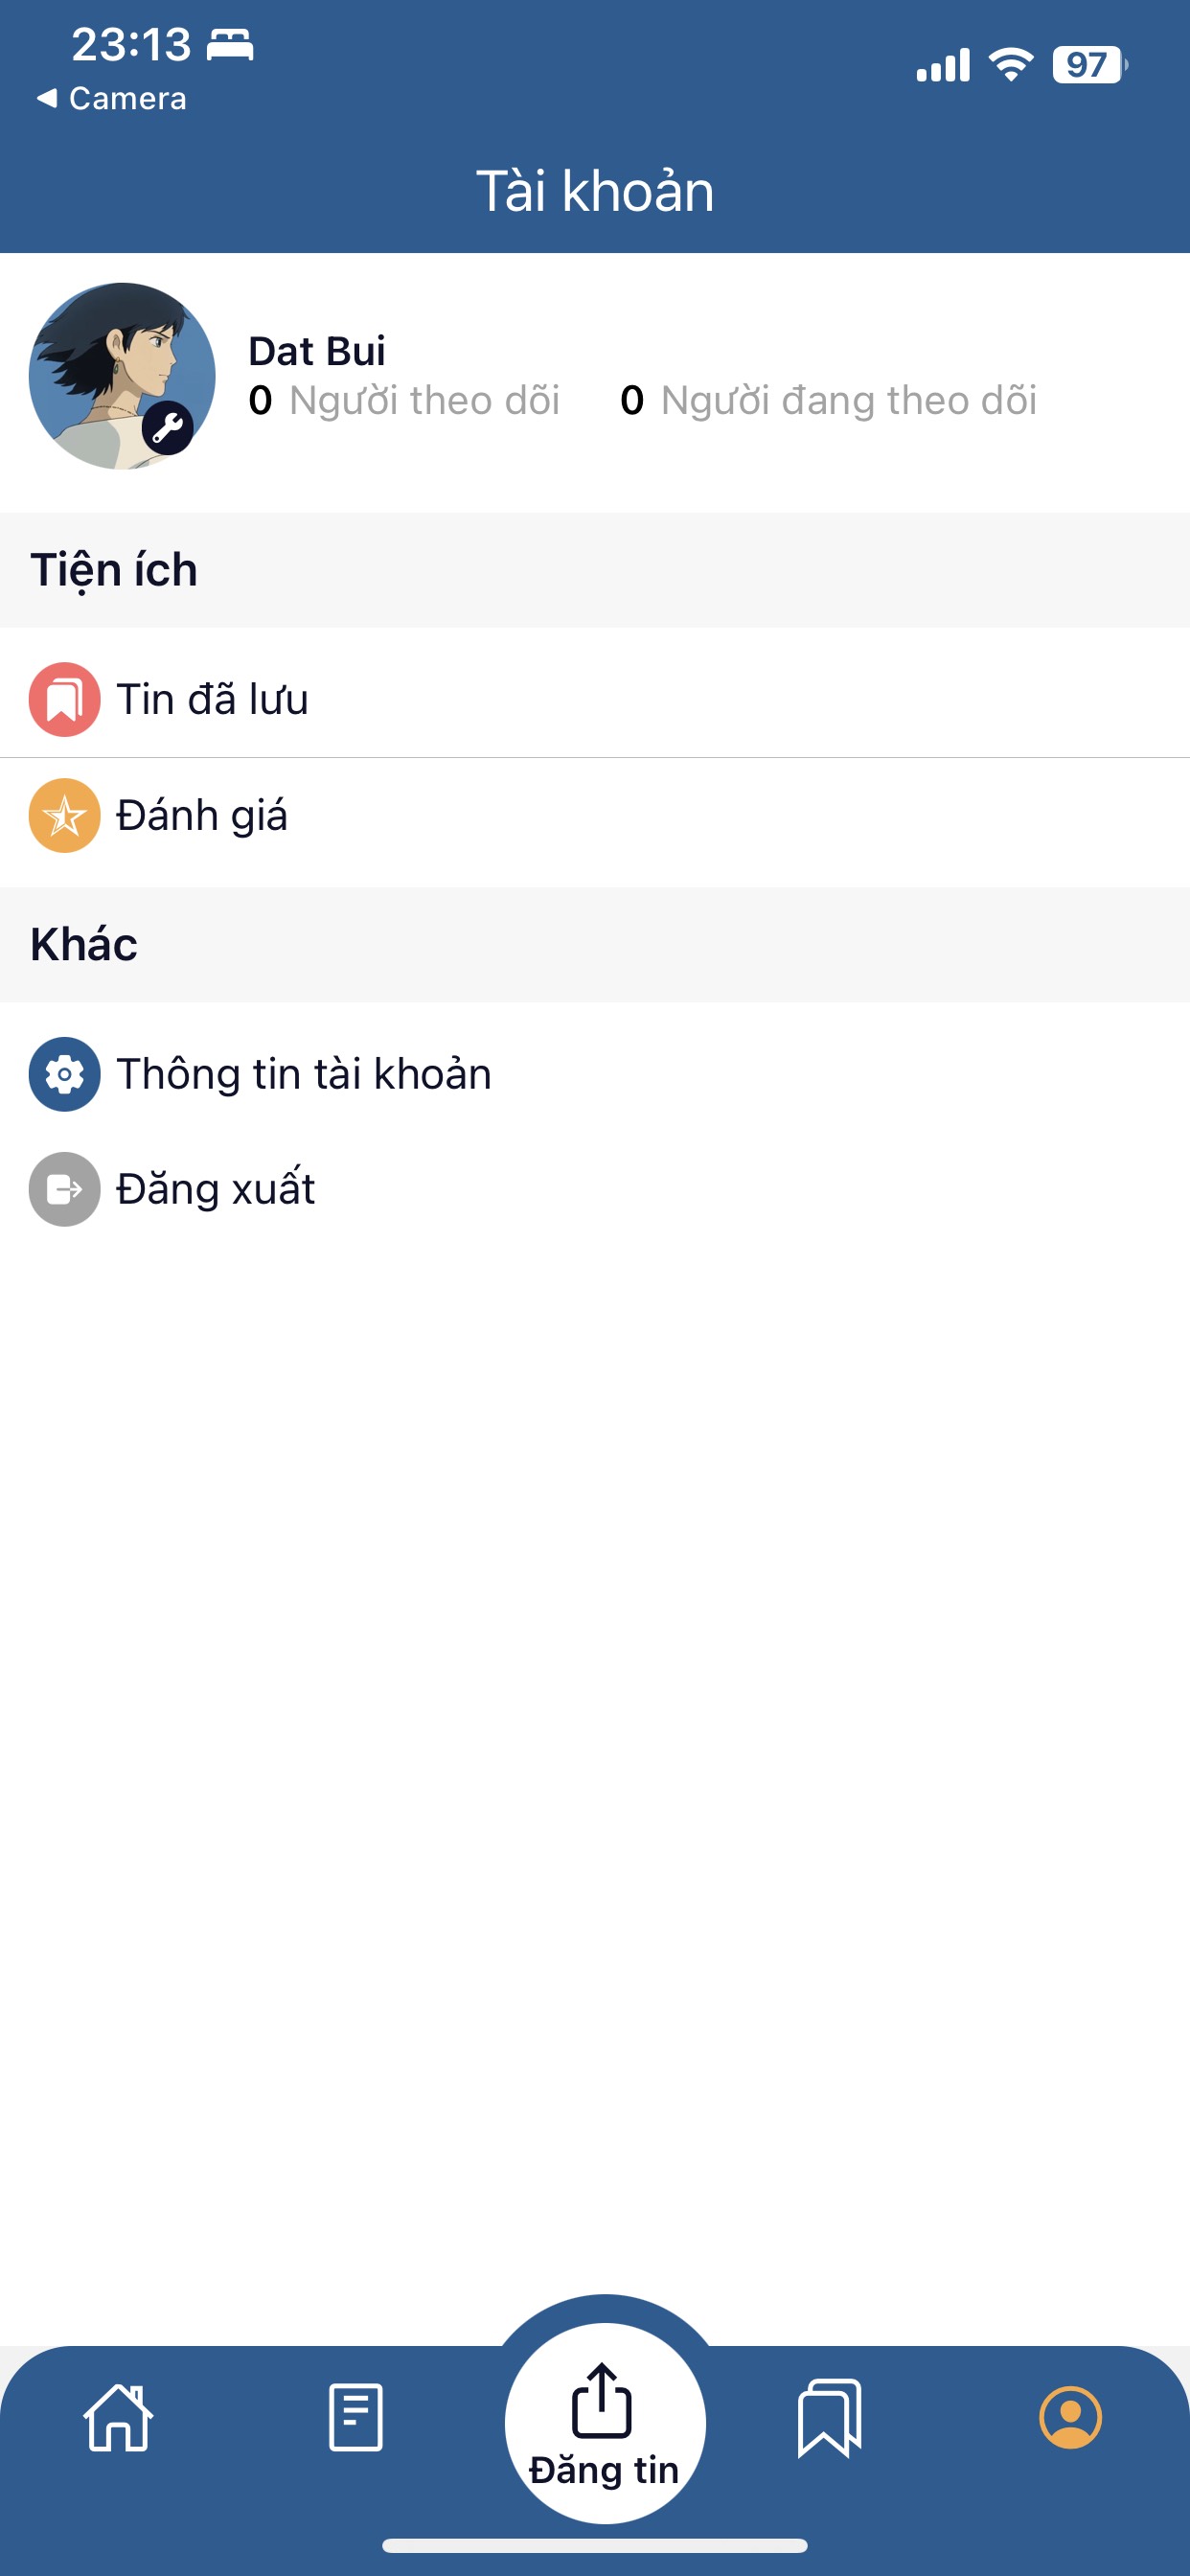 23:13
97
◀ Camera
Tài khoản
Dat Bui
0 Người theo dõi 0 Người đang theo dõi
Tiện ích
Tin đã lưu
Đánh giá
Khác
Thông tin tài khoản
Đăng xuất
Đăng tin